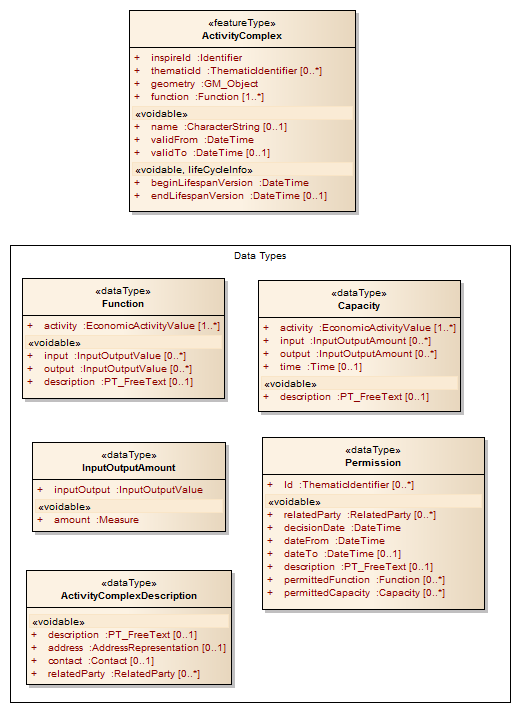 «featureType»
ActivityComplex
+ inspireId :Identifier
+ thematicId :ThematicIdentifier [0..*]
+ geometry :GM_Object
+ function :Function [1..*]
«voidable»
+ name :CharacterString [0..1]
+ validFrom :DateTime
+ validTo :DateTime [0..1]
«voidable, lifeCycleInfo»
+ beginLifespanVersion :DateTime
+ endLifespanVersion :DateTime [0..1]
Data Types
«dataType»
Function
+ activity :EconomicActivityValue [1..*]
«voidable»
+ input :InputOutputValue [0..*]
+ output :InputOutputValue [0..*]
+ description :PT_FreeText [0..1]
«dataType»
Capacity
+ activity :EconomicActivityValue [1..*]
+ input :InputOutputAmount [0..*]
+ output :InputOutputAmount [0..*]
+ time :Time [0..1]
«voidable»
+ description :PT_FreeText [0..1]
«dataType»
InputOutputAmount
+ inputOutput :InputOutputValue
«voidable»
+ amount :Measure
«dataType»
Permission
+ Id :ThematicIdentifier [0..*]
«voidable»
+ relatedParty :RelatedParty [0..*]
+ decisionDate :DateTime
+ dateFrom :DateTime
+ dateTo :DateTime [0..1]
+ description :PT_FreeText [0..1]
+ permittedFunction :Function [0..*]
+ permittedCapacity :Capacity [0..*]
«dataType»
ActivityComplexDescription
«voidable»
+ description :PT_FreeText [0..1]
+ address :AddressRepresentation [0..1]
+ contact :Contact [0..1]
+ relatedParty :RelatedParty [0..*]